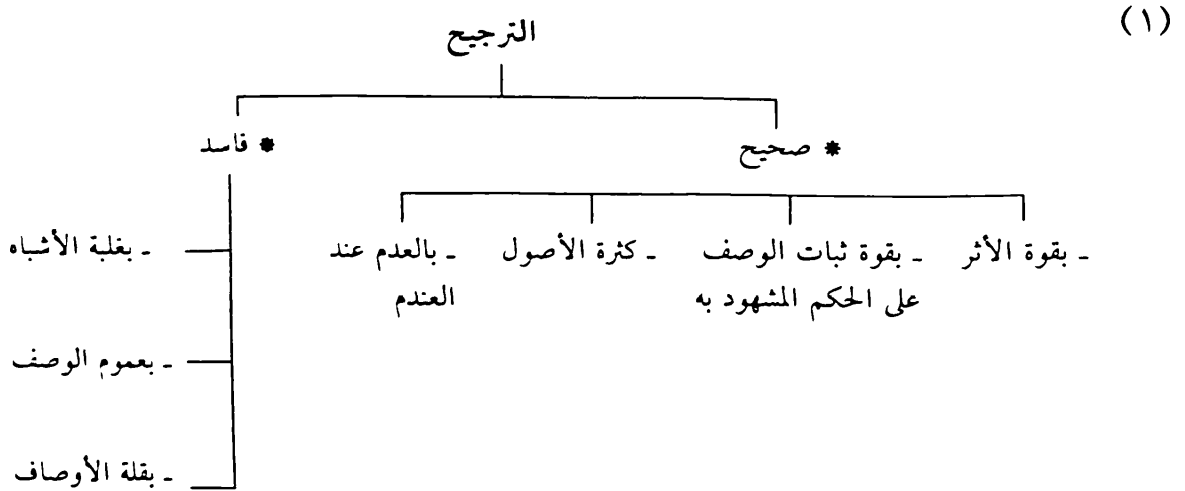 (١)
الترجيح
* صحيح
* فاسد
- بقوة الأثر
- بقوة ثبات الوصف
على الحكم المشهود به
- كثرة الأصول
- بالعدم عند
العندم
- بغلبة الأشباه
- بعموم الوصف
- بقلة الأوصاف